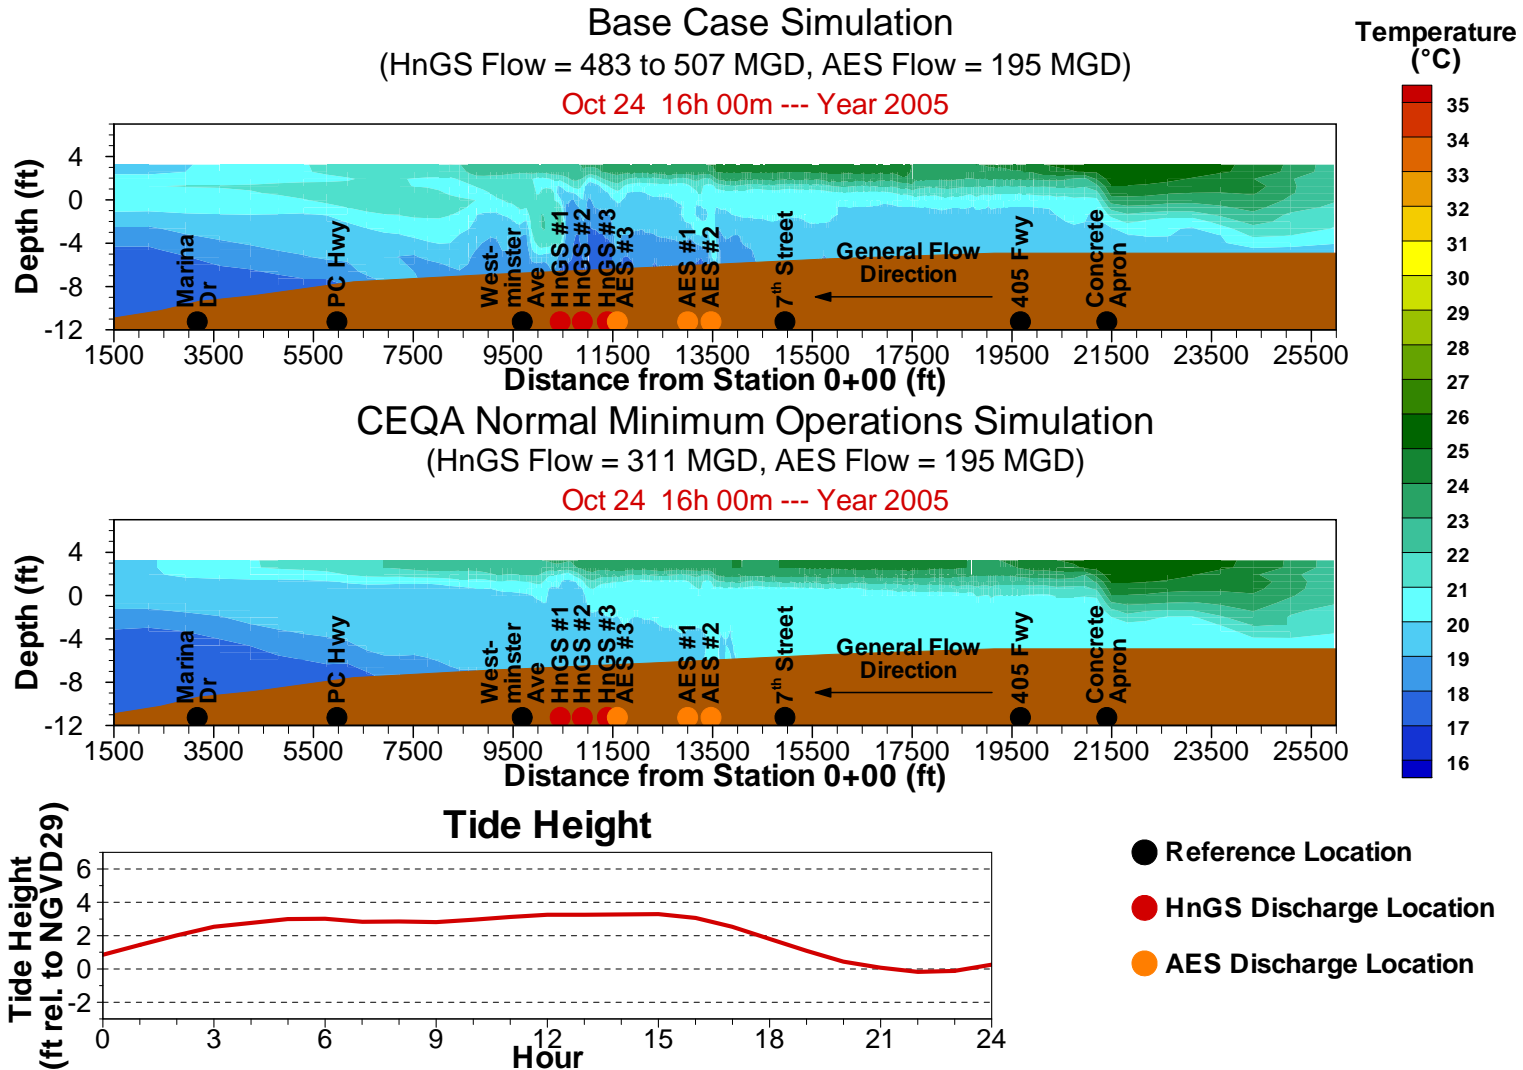 Base Case Simulation
(HnGS Flow = 483 to 507 MGD, AES Flow = 195 MGD)
Oct 24 16h 00m --- Year 2005
Temperature
(°C)
35
34
33
32
31
30
29
28
27
26
25
24
23
22
21
20
19
18
17
16
Depth (ft)
4
0
-4
-8
-12
Marina
Dr
PC Hwy
West-
minster
Ave
HnGS #1
HnGS #2
HnGS #3
AES #3
AES #1
AES #2
7th Street
General Flow
Direction
405 Fwy
Concrete
Apron
1500 3500 5500 7500 9500 11500 13500 15500 17500 19500 21500 23500 25500
Distance from Station 0+00 (ft)
CEQA Normal Minimum Operations Simulation
(HnGS Flow = 311 MGD, AES Flow = 195 MGD)
Oct 24 16h 00m --- Year 2005
Depth (ft)
4
0
-4
-8
-12
Marina
Dr
PC Hwy
West-
minster
Ave
HnGS #1
HnGS #2
HnGS #3
AES #3
AES #1
AES #2
7th Street
General Flow
Direction
405 Fwy
Concrete
Apron
1500 3500 5500 7500 9500 11500 13500 15500 17500 19500 21500 23500 25500
Distance from Station 0+00 (ft)
Tide Height
Tide Height
(ft rel. to NGVD29)
6
4
2
0
-2
0 3 6 9 12 15 18 21 24
Hour
Reference Location
HnGS Discharge Location
AES Discharge Location